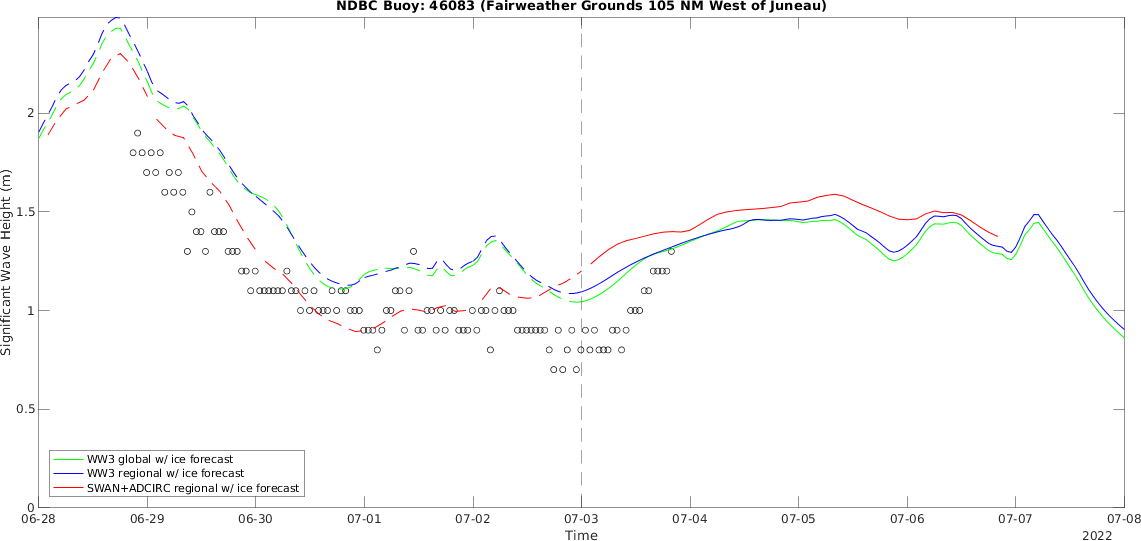 NDBC Buoy: 46083 (Fairweather Grounds 105 NM West of Juneau)
Significant Wave Height (m)
2
1.5
1
0.5
0
WW3 global w/ ice forecast
WW3 regional w/ ice forecast
SWAN+ADCIRC regional w/ ice forecast
06-28 06-29 06-30 07-01 07-02 07-03 07-04 07-05 07-06 07-07 07-08
Time
2022